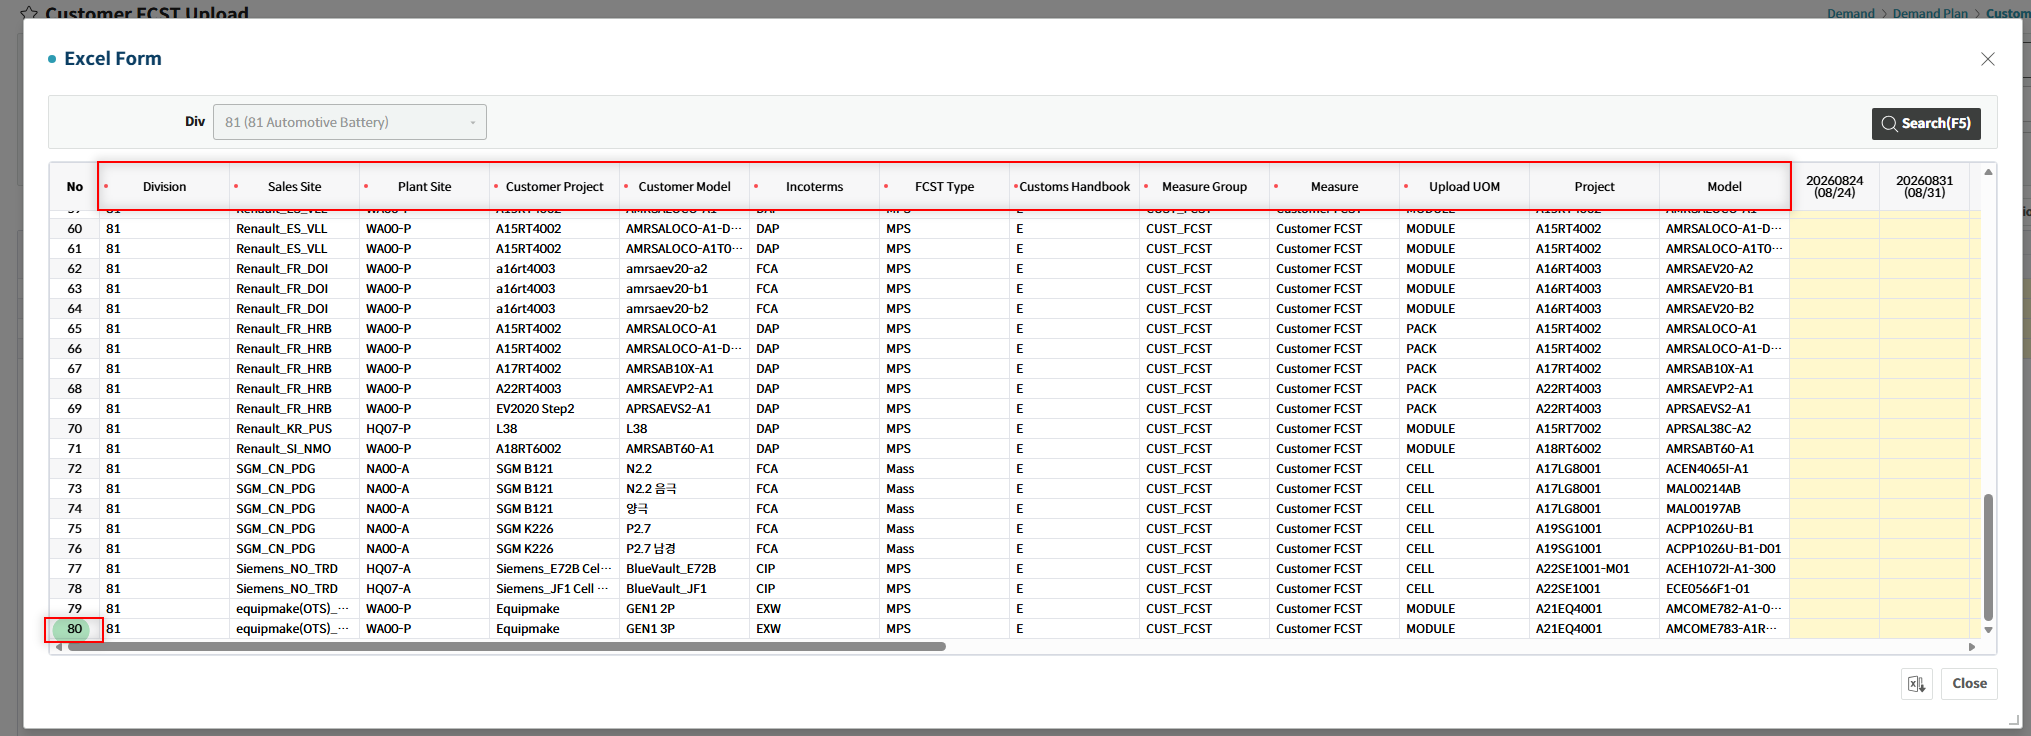 Customer FCST Upload
Demand > Demand Plan > Custom
Excel Form
Div 81 (81 Automotive Battery) Search(F5)
No Division Sales Site Plant Site Customer Project Customer Model Incoterms FCST Type Customs Handbook Measure Group Measure Upload UOM Project Model 20260824 (08/24) 20260831 (08/31)
60 81 Renault_ES_VLL WA00-P A15RT4002 AMRSALOCO-A1-D··· DAP MPS E CUST_FCST Customer FCST MODULE A15RT4002 AMRSALOCO-A1-D···
61 81 Renault_ES_VLL WA00-P A15RT4002 AMRSALOCO-A1T0··· DAP MPS E CUST_FCST Customer FCST MODULE A15RT4002 AMRSALOCO-A1T0···
62 81 Renault_FR_DOI WA00-P a16rt4003 amrsaev20-a2 FCA MPS E CUST_FCST Customer FCST MODULE A16RT4003 AMRSAEV20-A2
63 81 Renault_FR_DOI WA00-P a16rt4003 amrsaev20-b1 FCA MPS E CUST_FCST Customer FCST MODULE A16RT4003 AMRSAEV20-B1
64 81 Renault_FR_DOI WA00-P a16rt4003 amrsaev20-b2 FCA MPS E CUST_FCST Customer FCST MODULE A16RT4003 AMRSAEV20-B2
65 81 Renault_FR_HRB WA00-P A15RT4002 AMRSALOCO-A1 DAP MPS E CUST_FCST Customer FCST PACK A15RT4002 AMRSALOCO-A1
66 81 Renault_FR_HRB WA00-P A15RT4002 AMRSALOCO-A1-D··· DAP MPS E CUST_FCST Customer FCST PACK A15RT4002 AMRSALOCO-A1-D···
67 81 Renault_FR_HRB WA00-P A17RT4002 AMRSAB10X-A1 DAP MPS E CUST_FCST Customer FCST PACK A17RT4002 AMRSAB10X-A1
68 81 Renault_FR_HRB WA00-P A22RT4003 AMRSAEVP2-A1 DAP MPS E CUST_FCST Customer FCST PACK A22RT4003 AMRSAEVP2-A1
69 81 Renault_FR_HRB WA00-P EV2020 Step2 APRSAEVS2-A1 DAP MPS E CUST_FCST Customer FCST PACK A22RT4003 APRSAEVS2-A1
70 81 Renault_KR_PUS HQ07-P L38 L38 DAP MPS E CUST_FCST Customer FCST MODULE A15RT7002 APRSAL38C-A2
71 81 Renault_SI_NMO WA00-P A18RT6002 AMRSABT60-A1 DAP MPS E CUST_FCST Customer FCST MODULE A18RT6002 AMRSABT60-A1
72 81 SGM_CN_PDG NA00-A SGM B121 N2.2 FCA Mass E CUST_FCST Customer FCST CELL A17LG8001 ACEN4065I-A1
73 81 SGM_CN_PDG NA00-A SGM B121 N2.2 음극 FCA Mass E CUST_FCST Customer FCST CELL A17LG8001 MAL00214AB
74 81 SGM_CN_PDG NA00-A SGM B121 양극 FCA Mass E CUST_FCST Customer FCST CELL A17LG8001 MAL00197AB
75 81 SGM_CN_PDG NA00-A SGM K226 P2.7 FCA Mass E CUST_FCST Customer FCST CELL A19SG1001 ACPP1026U-B1
76 81 SGM_CN_PDG NA00-A SGM K226 P2.7 남경 FCA Mass E CUST_FCST Customer FCST CELL A19SG1001 ACPP1026U-B1-D01
77 81 Siemens_NO_TRD HQ07-A Siemens_E72B Cel··· BlueVault_E72B CIP MPS E CUST_FCST Customer FCST CELL A22SE1001-M01 ACEH1072I-A1-300
78 81 Siemens_NO_TRD HQ07-A Siemens_JF1 Cell ··· BlueVault_JF1 CIP MPS E CUST_FCST Customer FCST CELL A22SE1001 ECE0566F1-01
79 81 equipmake(OTS)_··· WA00-P Equipmake GEN1 2P EXW MPS E CUST_FCST Customer FCST MODULE A21EQ4001 AMCOME782-A1-0···
80 81 equipmake(OTS)_··· WA00-P Equipmake GEN1 3P EXW MPS E CUST_FCST Customer FCST MODULE A21EQ4001 AMCOME783-A1R···
Close